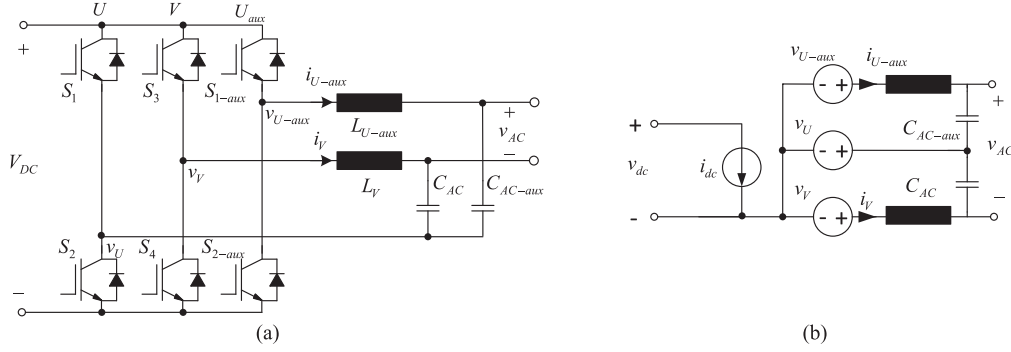 U V U_aux
+
S_1 S_3 S_1-aux
i_U-aux
v_U-aux
L_U-aux
+
v_AC
−
i_V
V_DC
v_V
L_V
C_AC C_AC-aux
S_2 v_U S_4 S_2-aux
−
(a)
v_U-aux i_U-aux
- +
+
+
v_U
C_AC-aux
v_dc
i_dc
- +
v_AC
v_V i_V C_AC
-
- +
−
(b)